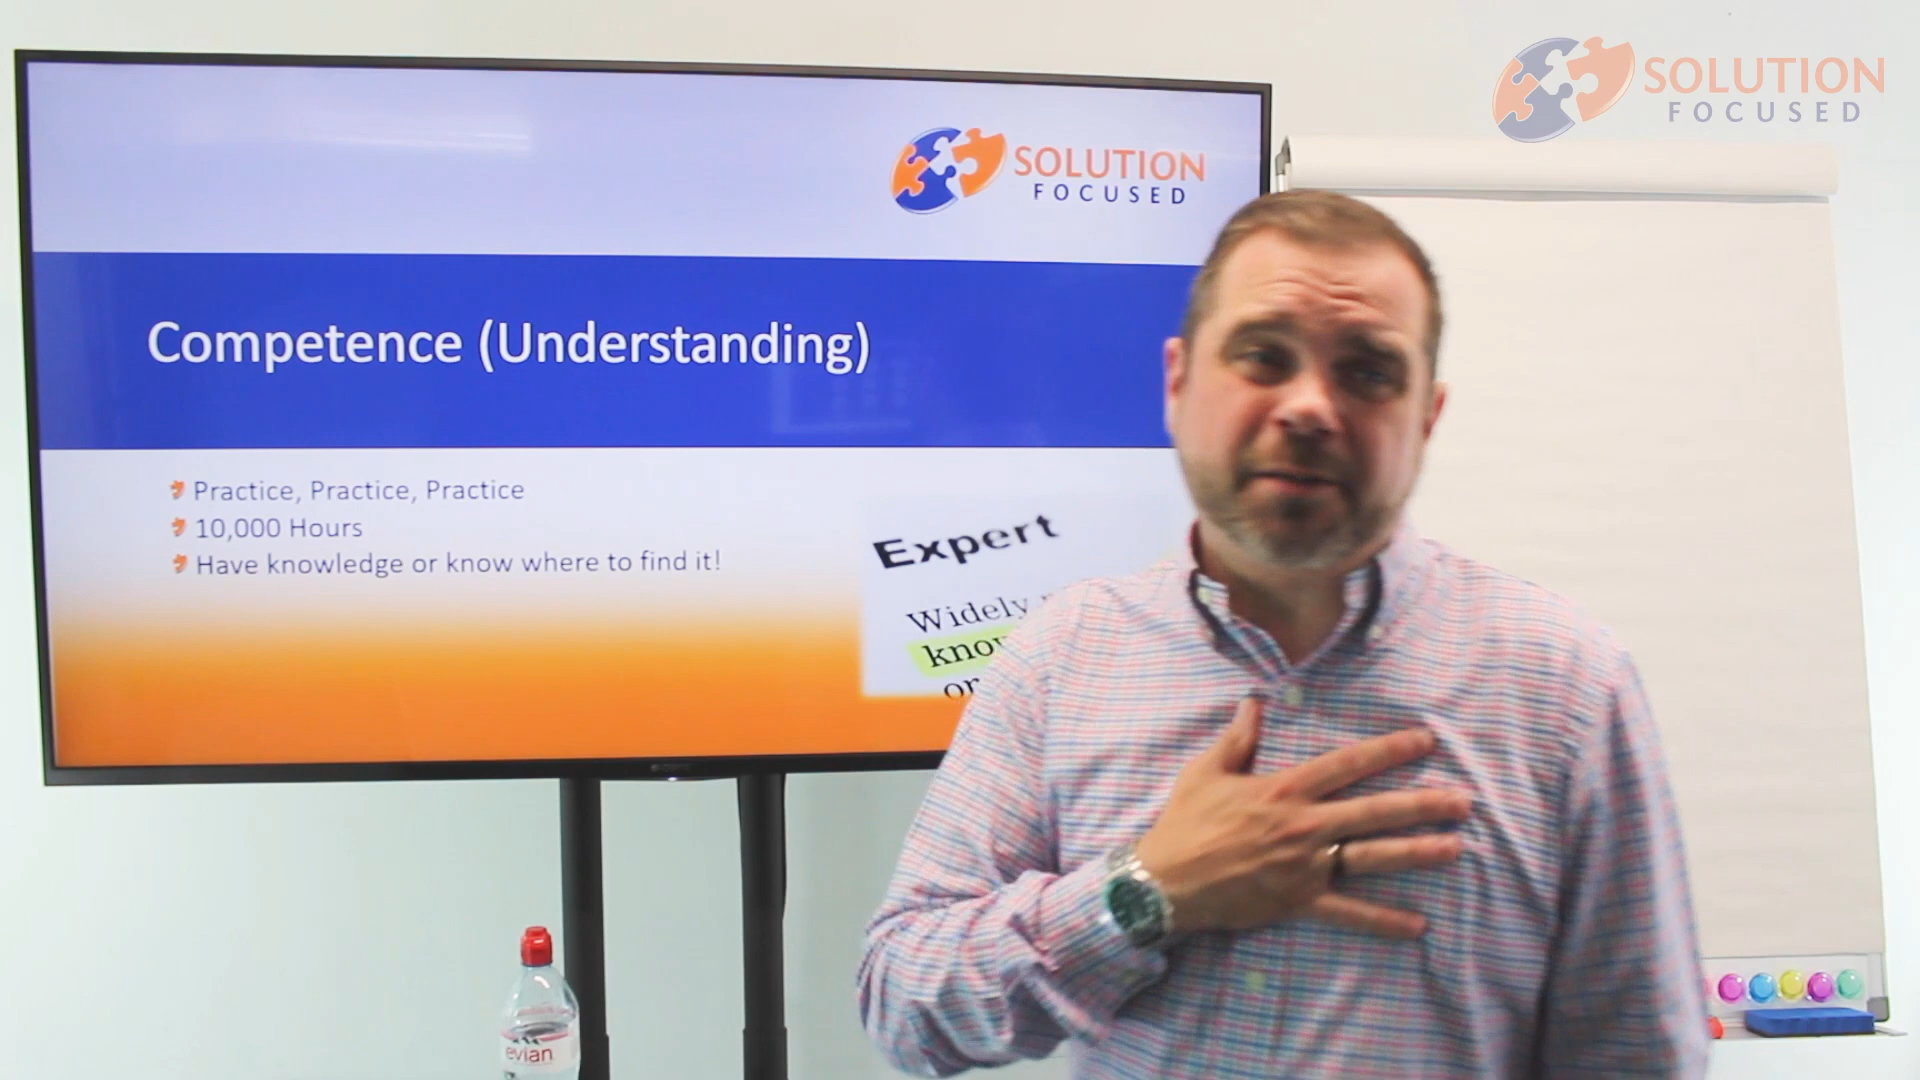 SOLUTION
FOCUSED
SOLUTION
FOCUSED
Competence (Understanding)
Practice, Practice, Practice
10,000 Hours
Have knowledge or know where to find it!
Expert
Widely
or
evian